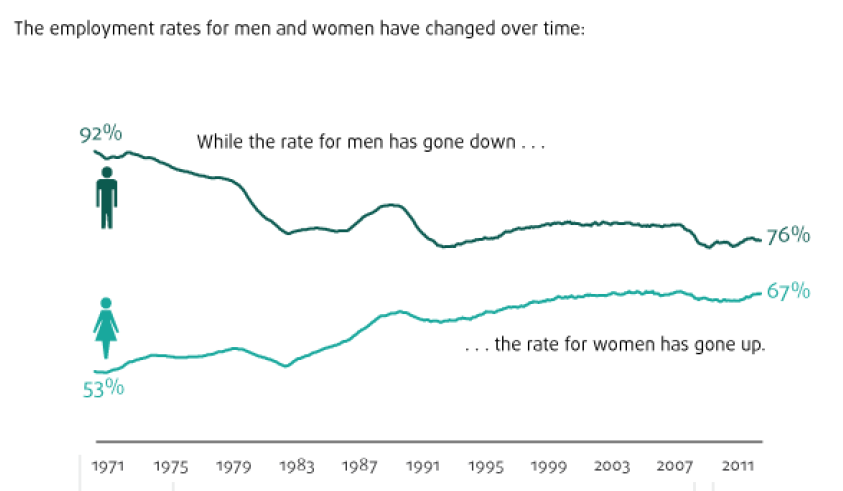 The employment rates for men and women have changed over time:
92%
While the rate for men has gone down . . .
76%
67%
. . . the rate for women has gone up.
53%
1971 1975 1979 1983 1987 1991 1995 1999 2003 2007 2011